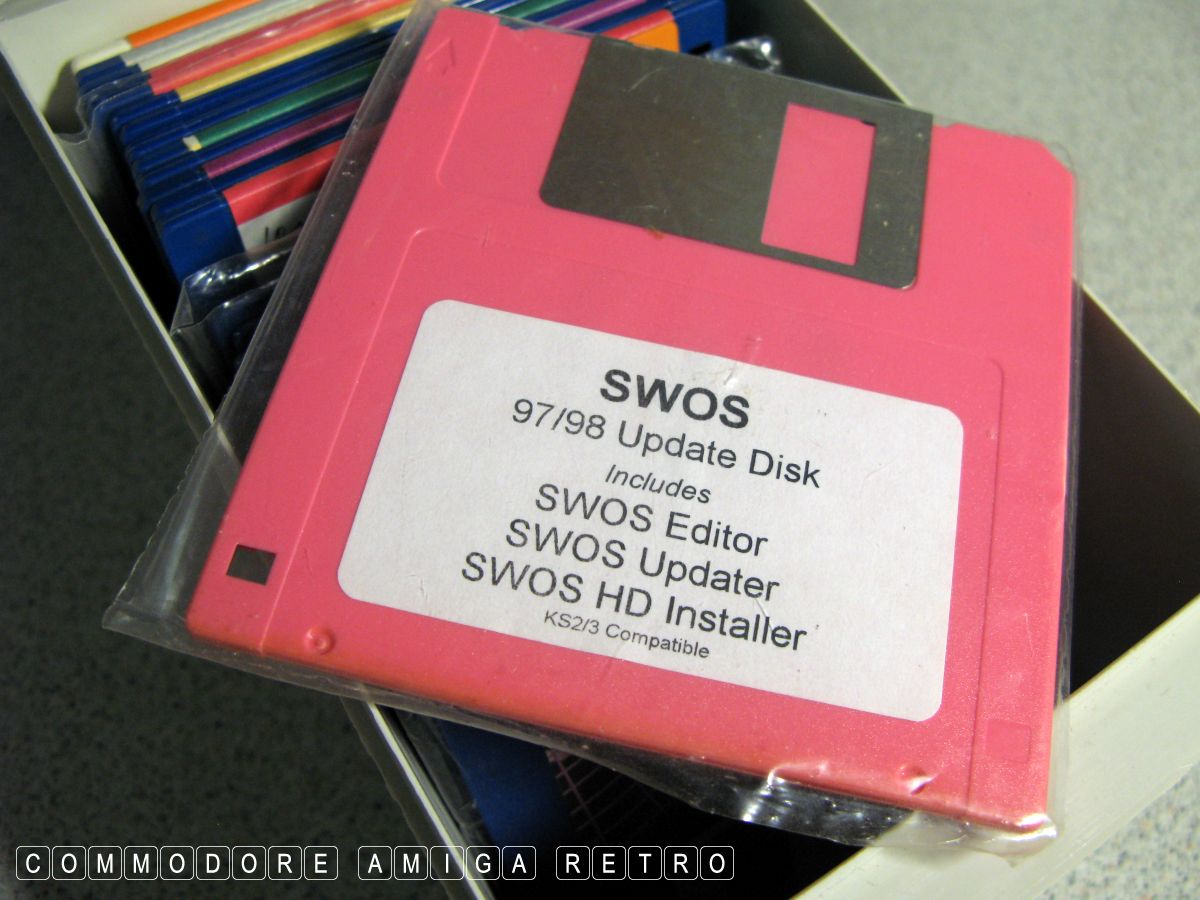 SWOS
97/98 Update Disk
Includes
SWOS Editor
SWOS Updater
SWOS HD Installer
KS2/3 Compatible
COMMODORE AMIGA RETRO